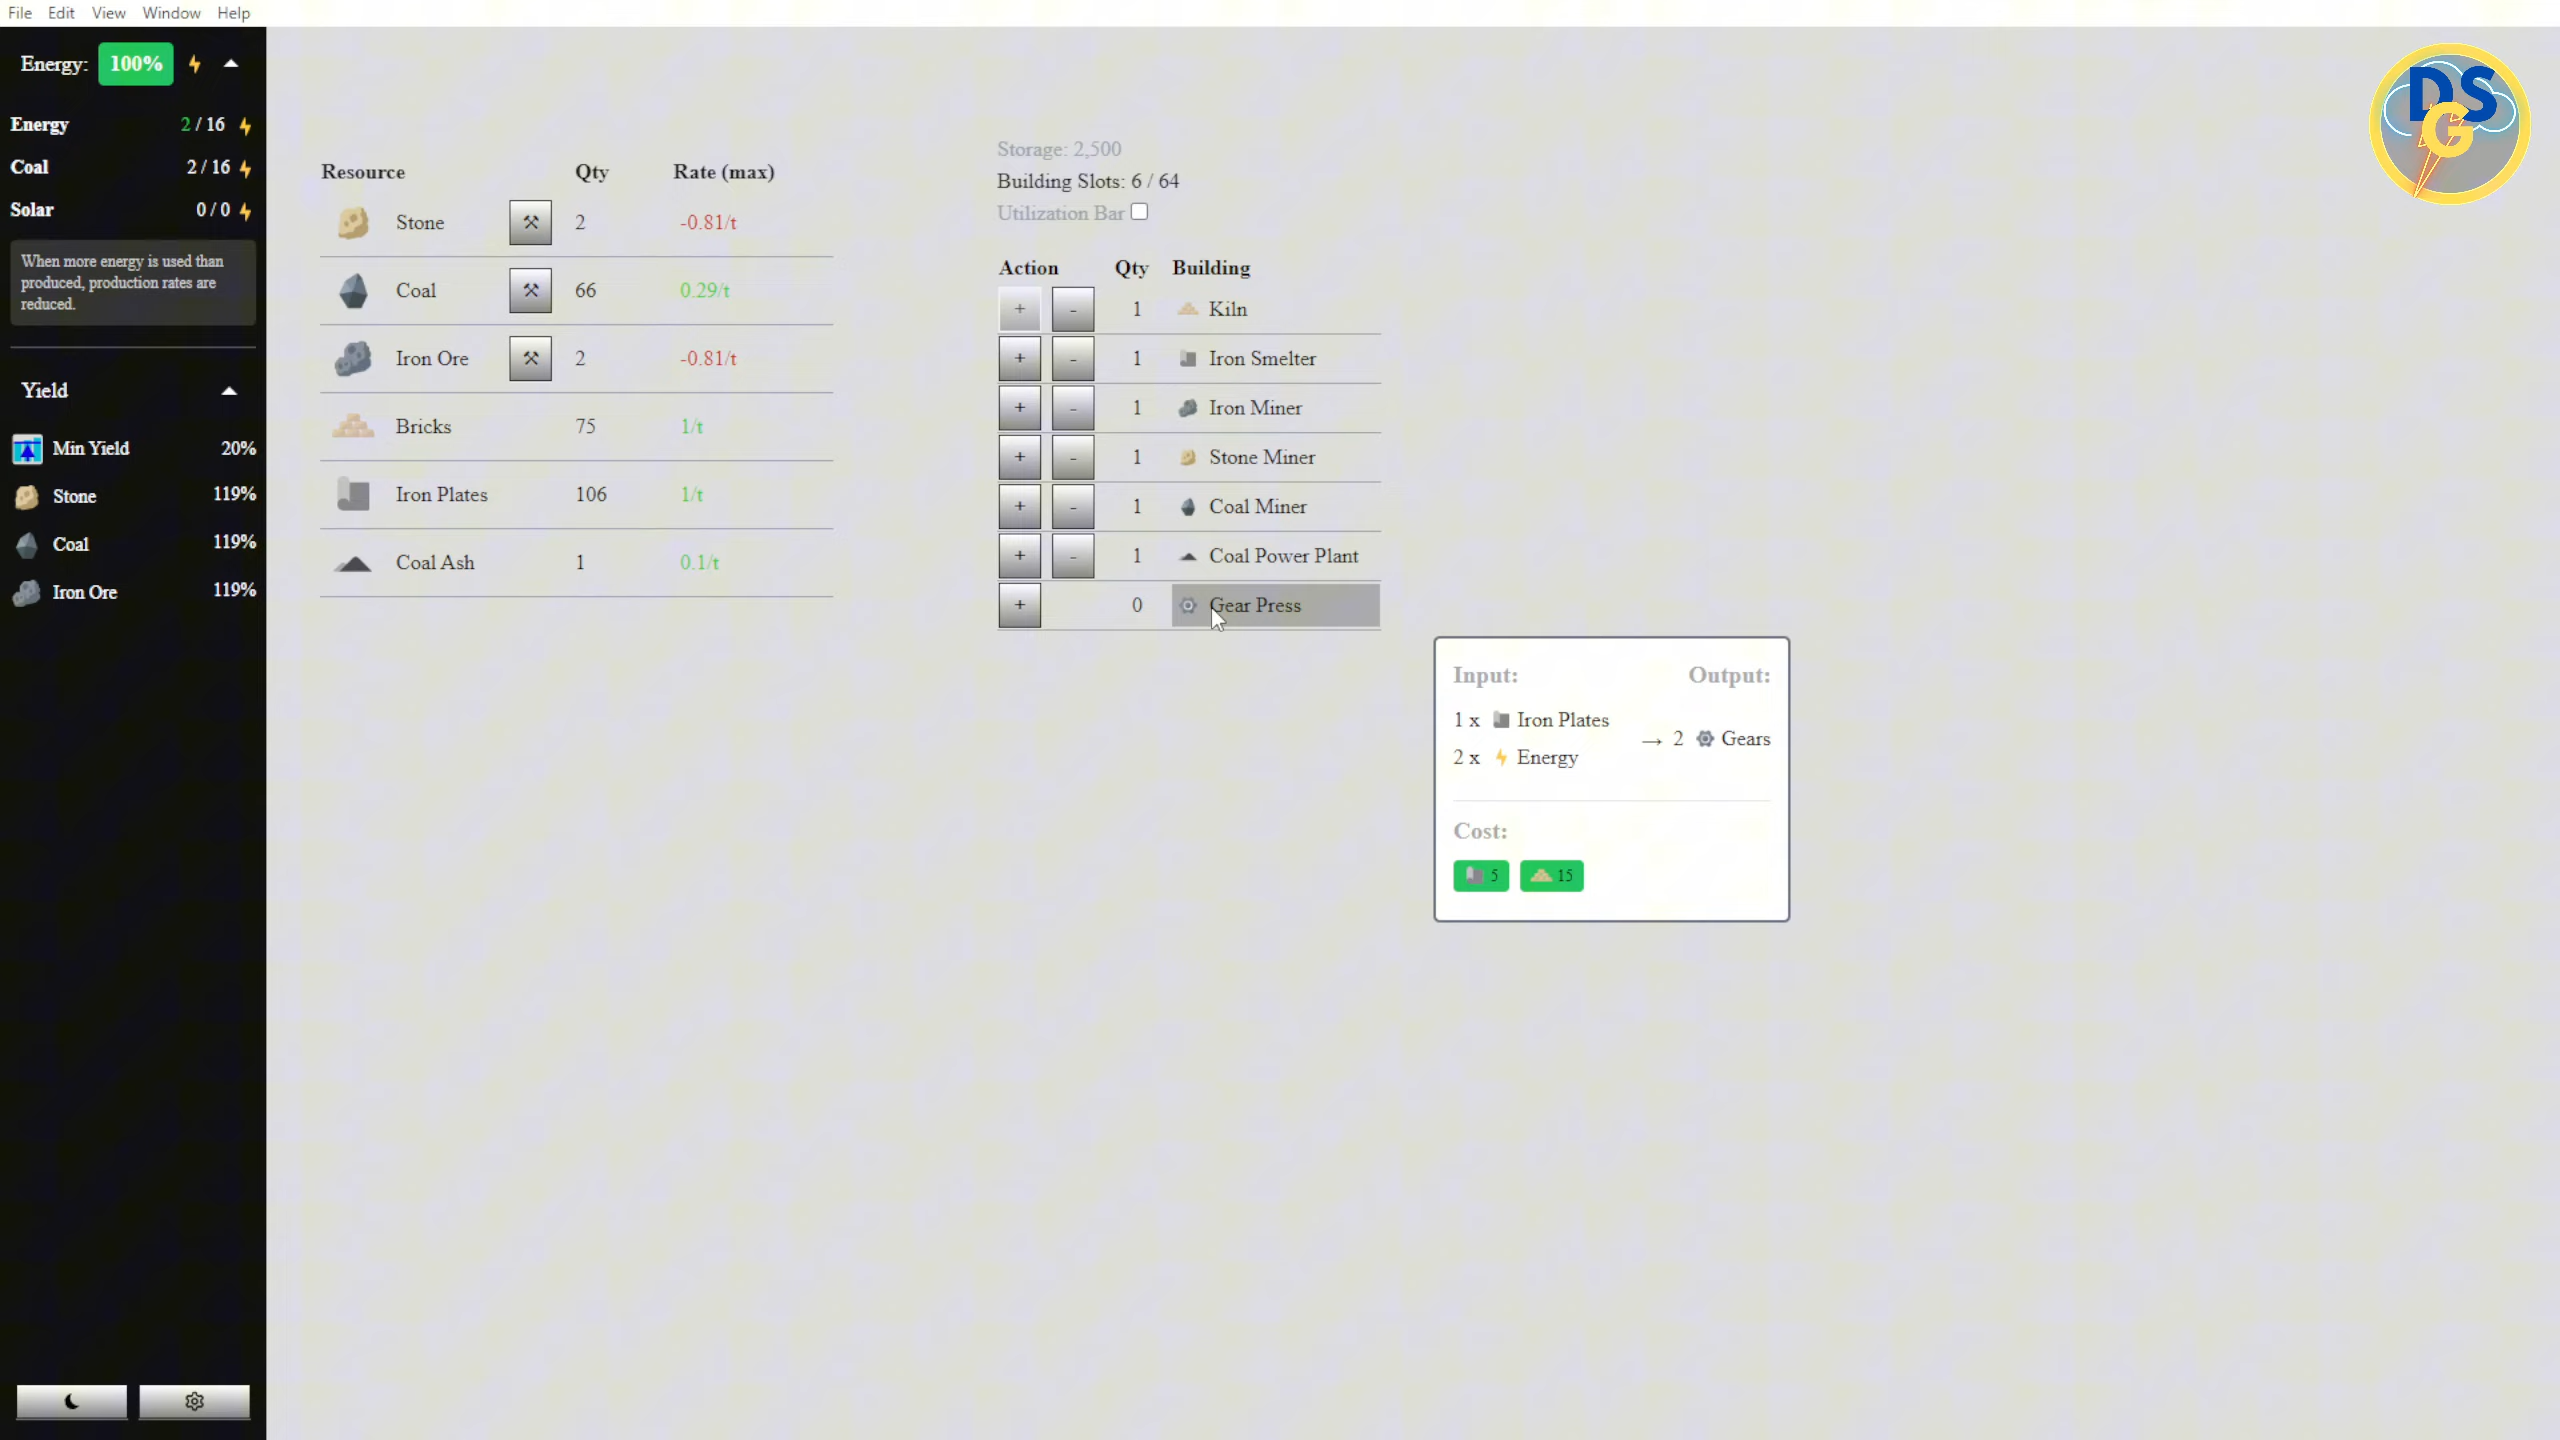 File Edit View Window Help
Energy: 100%
Energy 2 / 16
Coal 2 / 16
Solar 0 / 0
When more energy is used than
produced, production rates are
reduced.
Yield
Min Yield 20%
Stone 119%
Coal 119%
Iron Ore 119%
Resource Qty Rate (max)
Stone 2 -0.81/t
Coal 66 0.29/t
Iron Ore 2 -0.81/t
Bricks 75 1/t
Iron Plates 106 1/t
Coal Ash 1 0.1/t
Storage: 2,500
Building Slots: 6 / 64
Utilization Bar
Action Qty Building
+ - 1 Kiln
+ - 1 Iron Smelter
+ - 1 Iron Miner
+ - 1 Stone Miner
+ - 1 Coal Miner
+ - 1 Coal Power Plant
+ 0 Gear Press
Input: Output:
1 x Iron Plates
→ 2 Gears
2 x Energy
Cost:
5 15
DSG